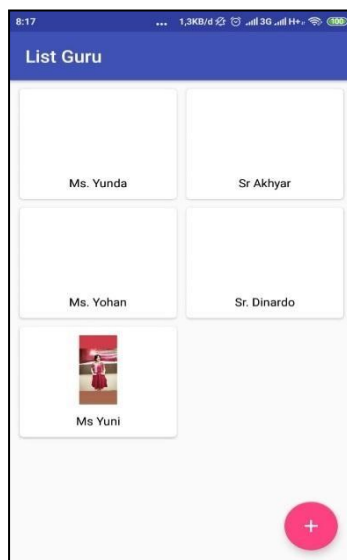 8:17 ... 1,3KB/d 3G H+ 100
List Guru
Ms. Yunda Sr Akhyar
Ms. Yohan Sr. Dinardo
Ms Yuni
+